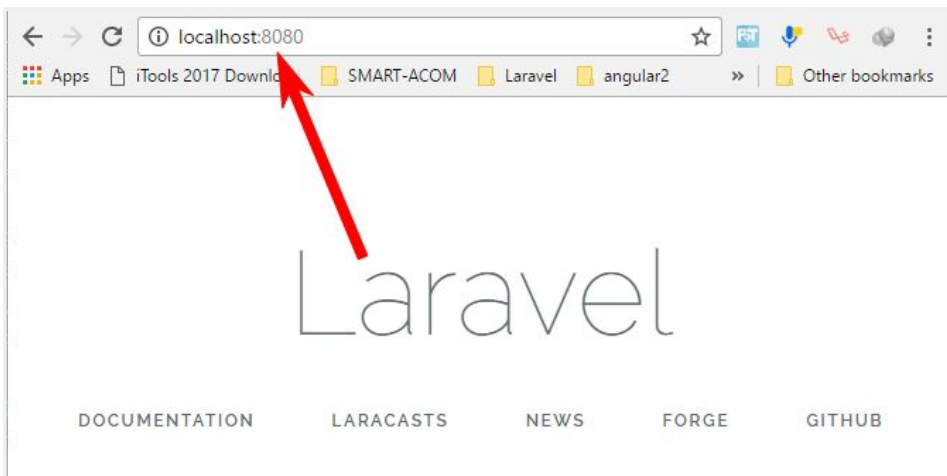 localhost:8080
Apps iTools 2017 Downlo SMART-ACOM Laravel angular2 » Other bookmarks
Laravel
DOCUMENTATION LARACASTS NEWS FORGE GITHUB